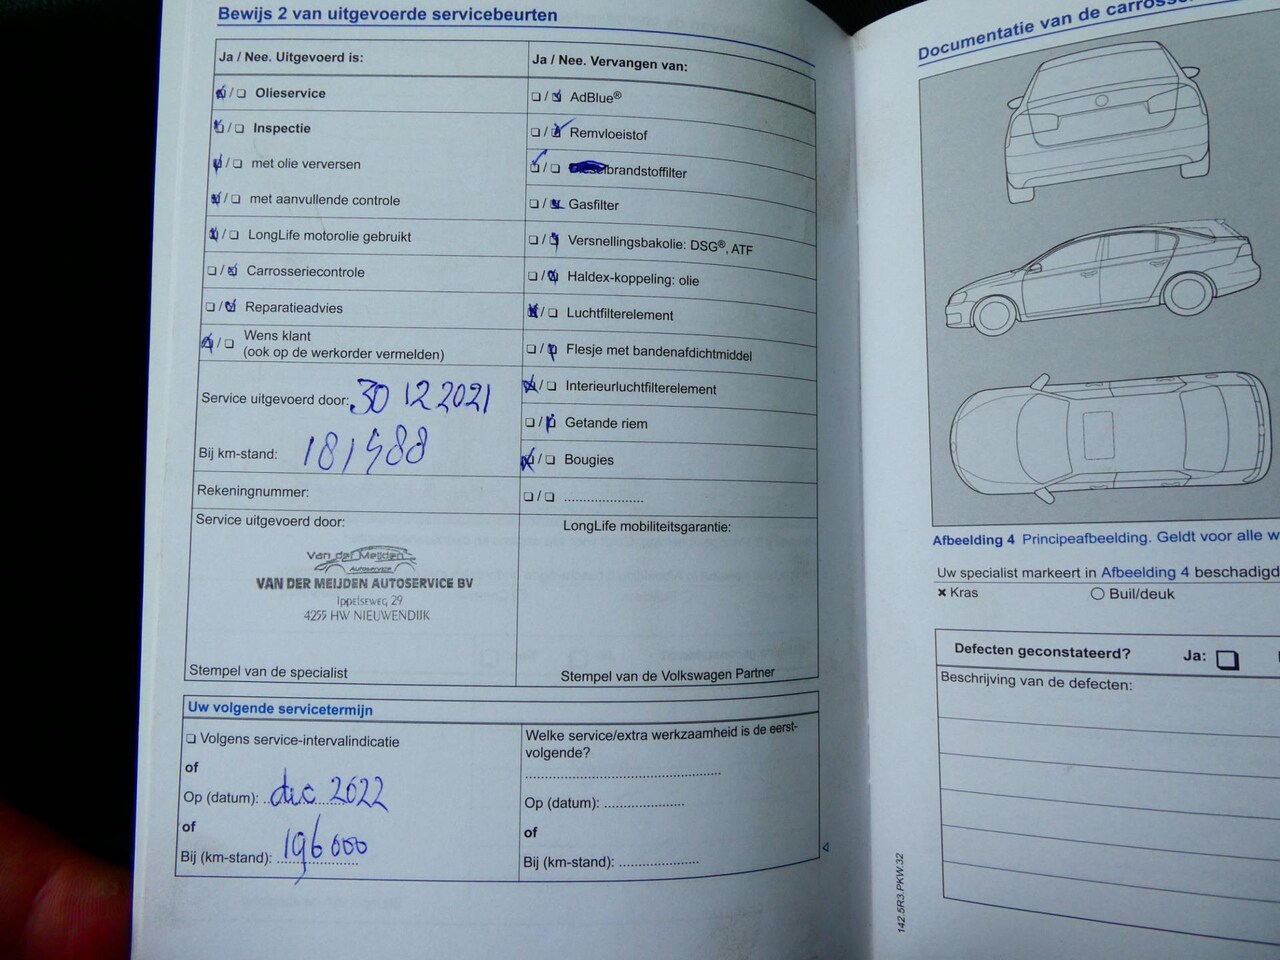 Bewijs 2 van uitgevoerde servicebeurten
Ja / Nee. Uitgevoerd is:
☑/☐ Olieservice
☑/☐ Inspectie
☑/☐ met olie verversen
☑/☐ met aanvullende controle
☑/☐ LongLife motorolie gebruikt
☐/☑ Carrosseriecontrole
☐/☑ Reparatieadvies
☑/☐ Wens klant
(ook op de werkorder vermelden)
Service uitgevoerd door: 30 12 2021
Bij km-stand: 181988
Rekeningnummer:
Service uitgevoerd door:
Van der Meijden
Autoservice
VAN DER MEIJDEN AUTOSERVICE BV
Ippelseweg 29
4255 HW NIEUWENDIJK
Stempel van de specialist
Ja / Nee. Vervangen van:
☐/☑ AdBlue®
☐/☑ Remvloeistof
☑/☐ brandstoffilter
☐/☑ Gasfilter
☐/☑ Versnellingsbakolie: DSG®, ATF
☐/☑ Haldex-koppeling: olie
☑/☐ Luchtfilterelement
☐/☑ Flesje met bandenafdichtmiddel
☑/☐ Interieurluchtfilterelement
☐/☑ Getande riem
☑/☐ Bougies
☐/☐ ......................
LongLife mobiliteitsgarantie:
Stempel van de Volkswagen Partner
Uw volgende servicetermijn
☐ Volgens service-intervalindicatie
of
Op (datum): dec 2022
of
Bij (km-stand): 196000
Welke service/extra werkzaamheid is de eerst-
volgende?
......................................................
Op (datum): ......................
of
Bij (km-stand): ......................
142.5R3.PKW.32
Documentatie van de
Afbeelding 4 Principeafbeelding. Geldt voor alle
Uw specialist markeert in Afbeelding 4
× Kras
○ Buil/deuk
Defecten geconstateerd? Ja: ☐
Beschrijving van de defecten: